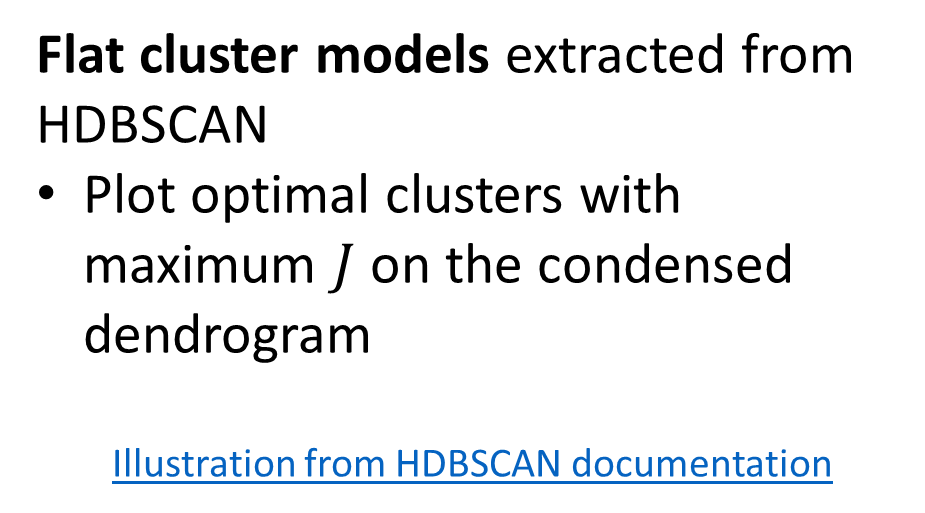 Flat cluster models extracted from
HDBSCAN
• Plot optimal clusters with
maximum J on the condensed
dendrogram
Illustration from HDBSCAN documentation